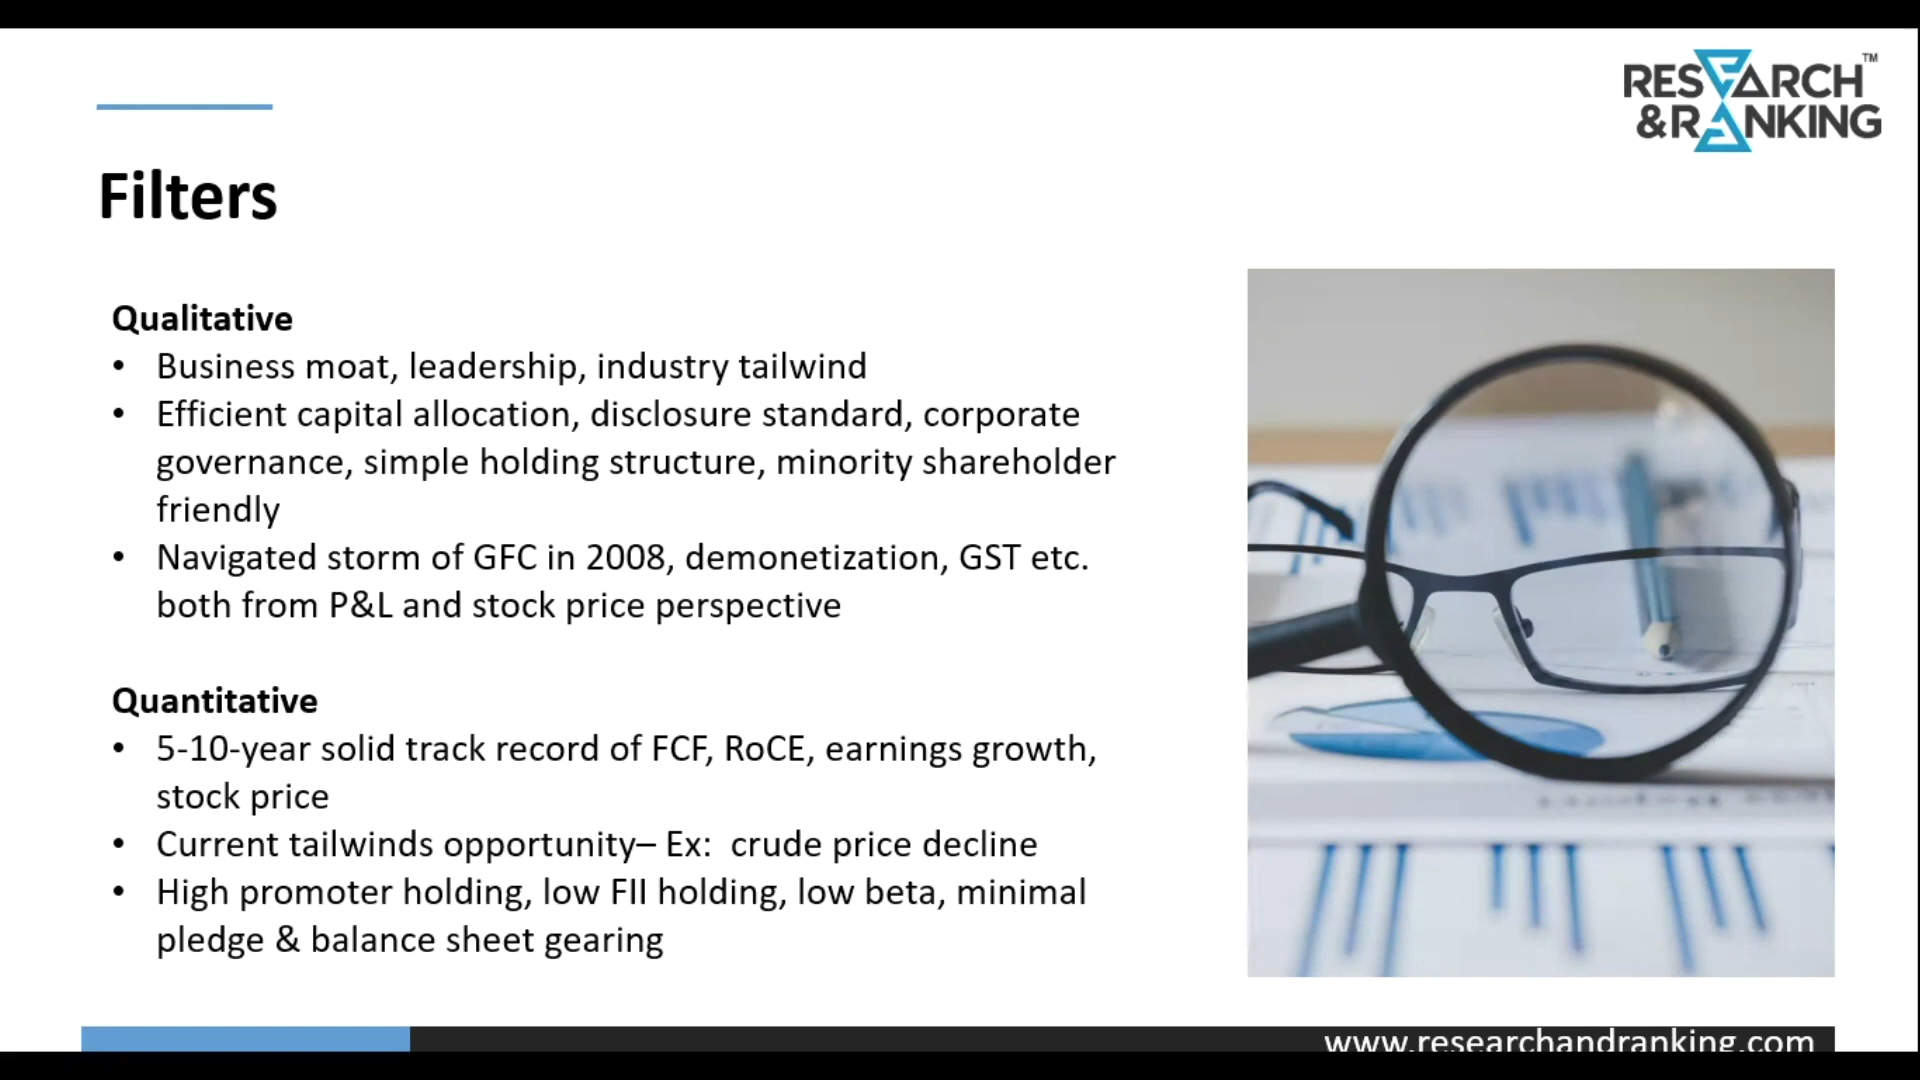 RESEARCH™
&RANKING
Filters
Qualitative
• Business moat, leadership, industry tailwind
• Efficient capital allocation, disclosure standard, corporate
governance, simple holding structure, minority shareholder
friendly
• Navigated storm of GFC in 2008, demonetization, GST etc.
both from P&L and stock price perspective
Quantitative
• 5-10-year solid track record of FCF, RoCE, earnings growth,
stock price
• Current tailwinds opportunity– Ex:  crude price decline
• High promoter holding, low FII holding, low beta, minimal
pledge & balance sheet gearing
www.researchandranking.com